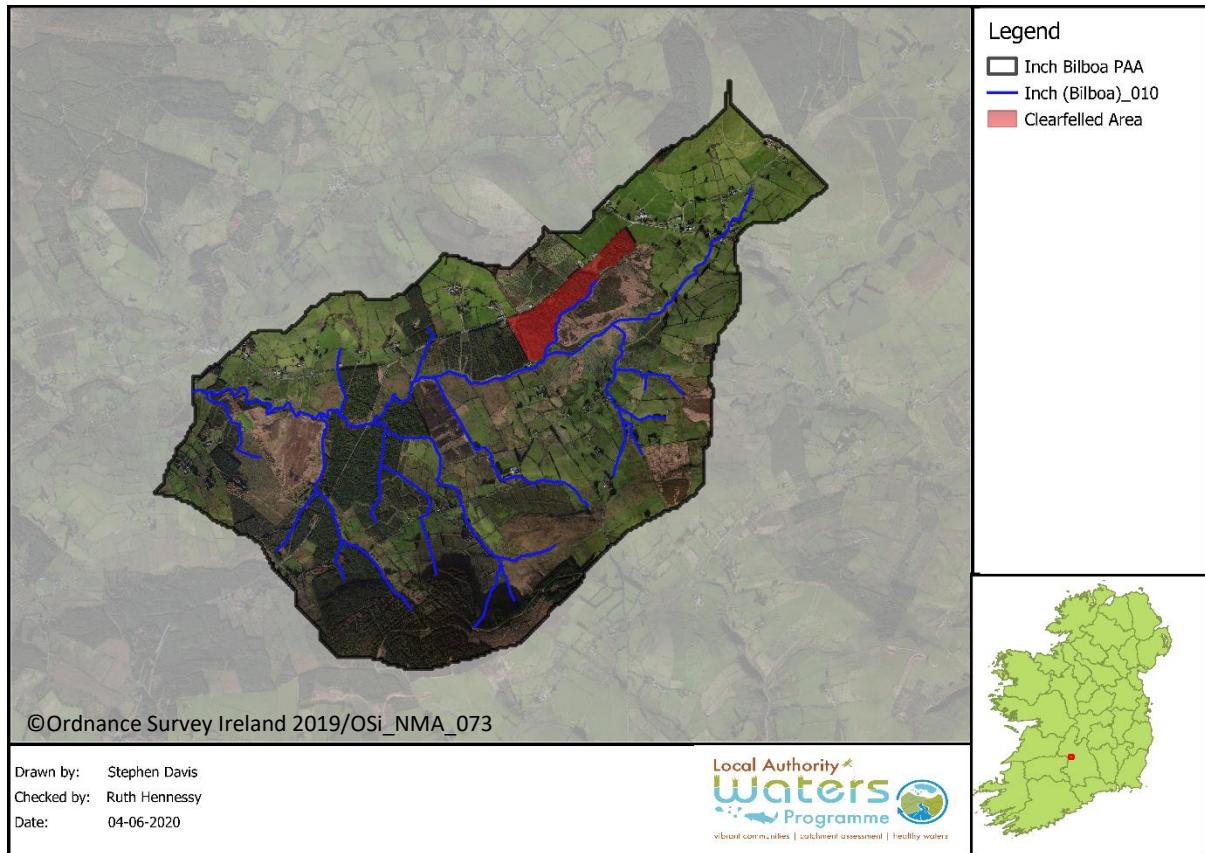 Legend
Inch Bilboa PAA
Inch (Bilboa)_010
Clearfelled Area
©Ordnance Survey Ireland 2019/OSi_NMA_073
Drawn by: Stephen Davis
Checked by: Ruth Hennessy
Date: 04-06-2020
Local Authority
Waters
Programme
vibrant communities | catchment assessment | healthy waters